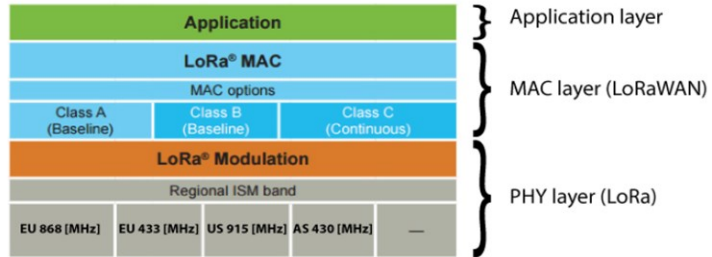 Application
Application layer
LoRa® MAC
MAC options
MAC layer (LoRaWAN)
Class A
(Baseline)
Class B
(Baseline)
Class C
(Continuous)
LoRa® Modulation
Regional ISM band
PHY layer (LoRa)
EU 868 [MHz]
EU 433 [MHz]
US 915 [MHz]
AS 430 [MHz]
—